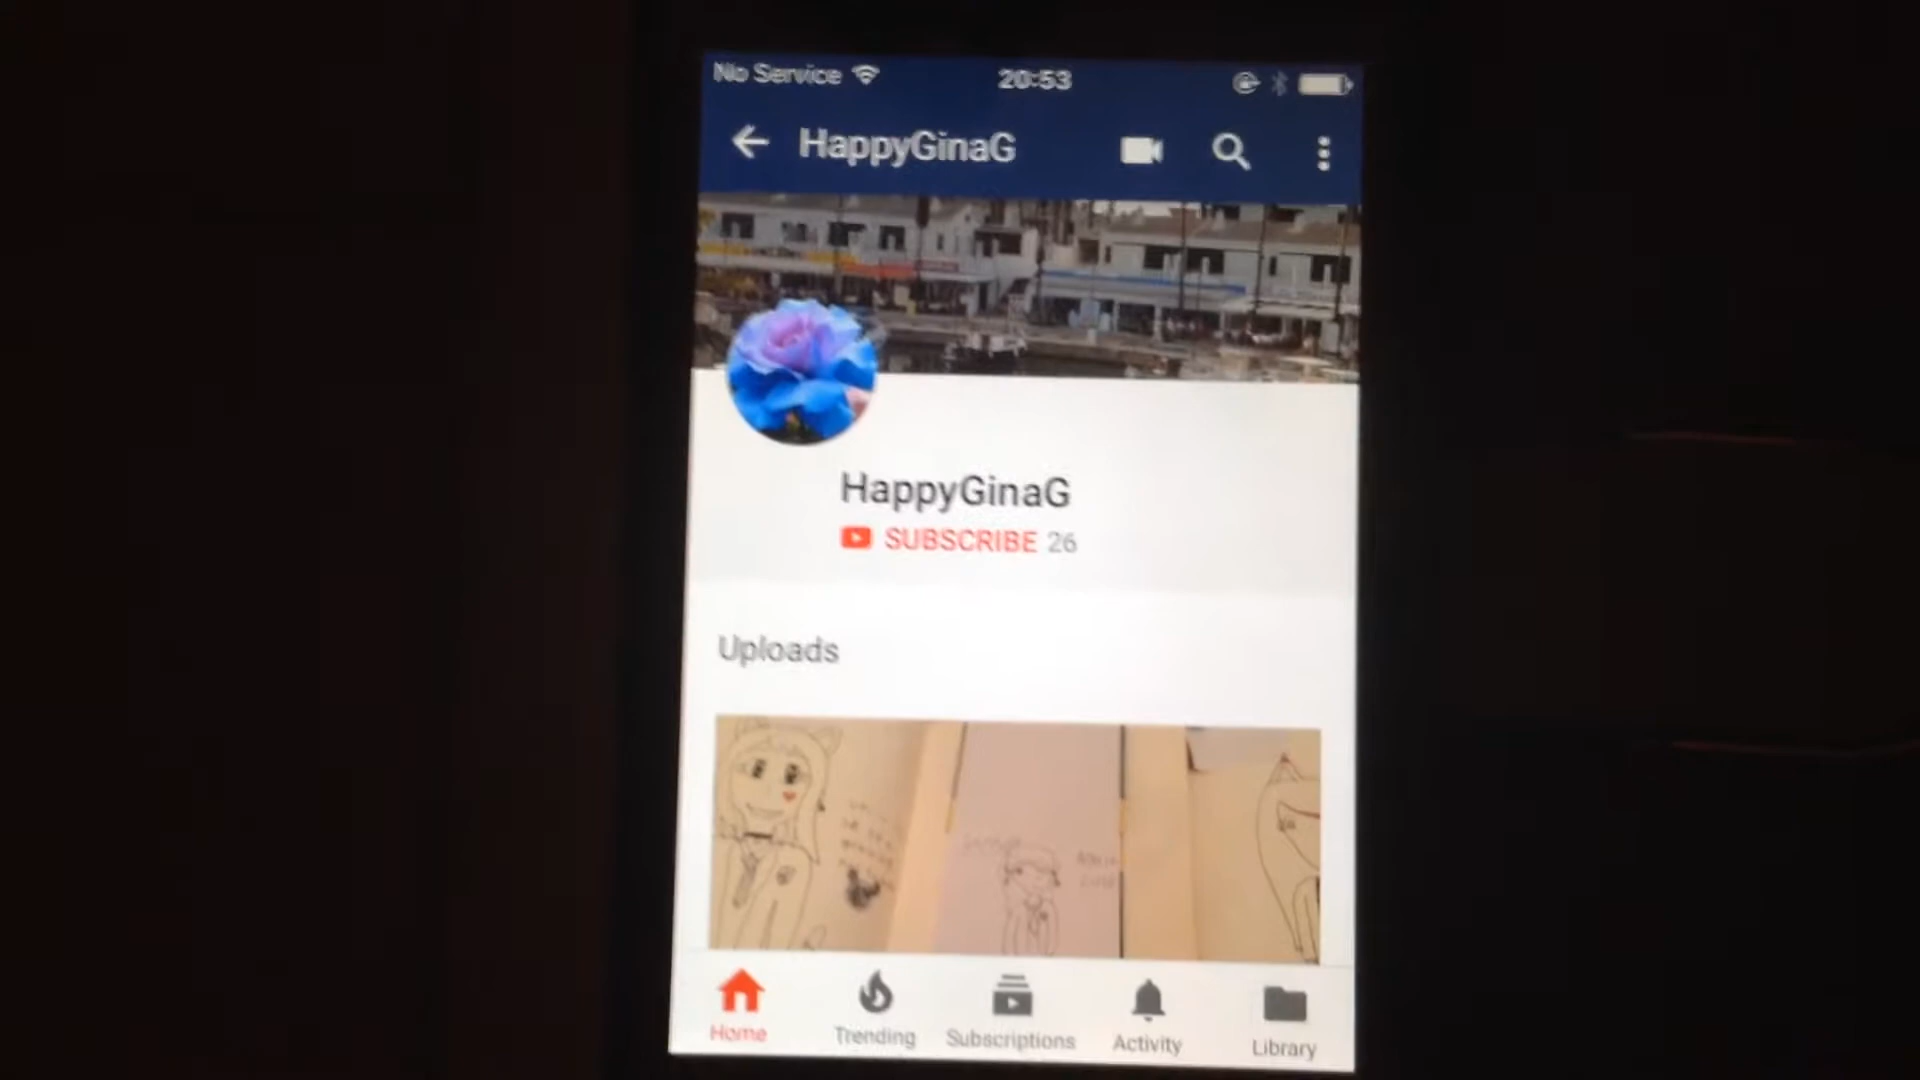 No Service 20:53
HappyGinaG
HappyGinaG
SUBSCRIBE 26
Uploads
Home Trending Subscriptions Activity Library